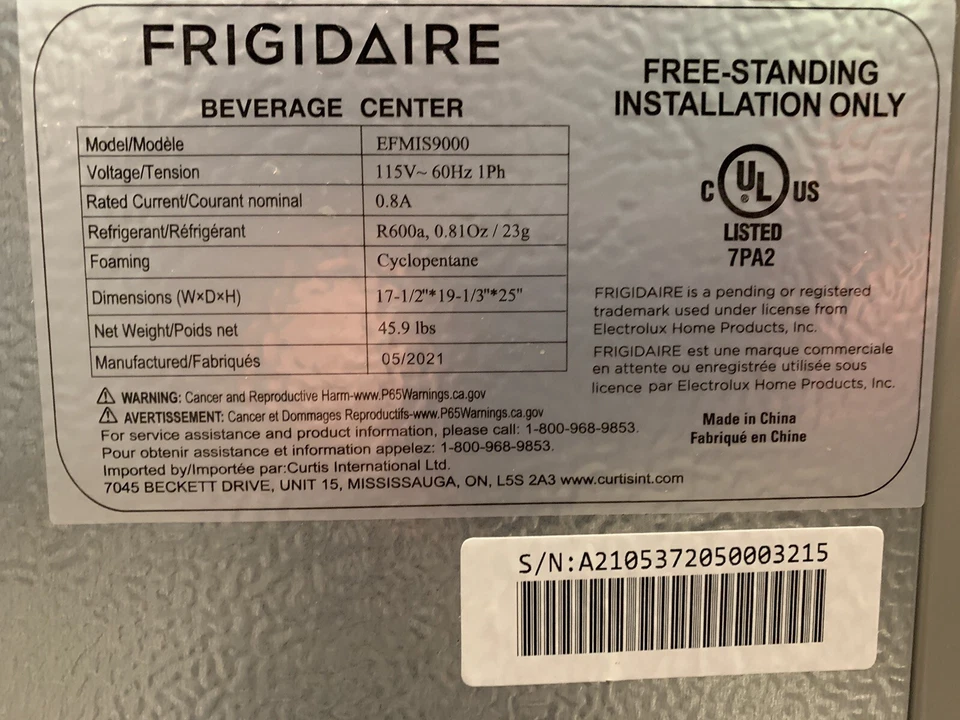 FRIGIDAIRE
BEVERAGE CENTER
Model/Modèle EFMIS9000
Voltage/Tension 115V~ 60Hz 1Ph
Rated Current/Courant nominal 0.8A
Refrigerant/Réfrigérant R600a, 0.81Oz / 23g
Foaming Cyclopentane
Dimensions (W×D×H) 17-1/2"*19-1/3"*25"
Net Weight/Poids net 45.9 lbs
Manufactured/Fabriqués 05/2021
WARNING: Cancer and Reproductive Harm-www.P65Warnings.ca.gov
AVERTISSEMENT: Cancer et Dommages Reproductifs-www.P65Warnings.ca.gov
For service assistance and product information, please call: 1-800-968-9853.
Pour obtenir assistance et information appelez: 1-800-968-9853.
Imported by/Importée par:Curtis International Ltd.
7045 BECKETT DRIVE, UNIT 15, MISSISSAUGA, ON, L5S 2A3 www.curtisint.com
FREE-STANDING
INSTALLATION ONLY
C UL ® US
LISTED
7PA2
FRIGIDAIRE is a pending or registered
trademark used under license from
Electrolux Home Products, Inc.
FRIGIDAIRE est une marque commerciale
en attente ou enregistrée utilisée sous
licence par Electrolux Home Products, Inc.
Made in China
Fabriqué en Chine
S/N:A2105372050003215